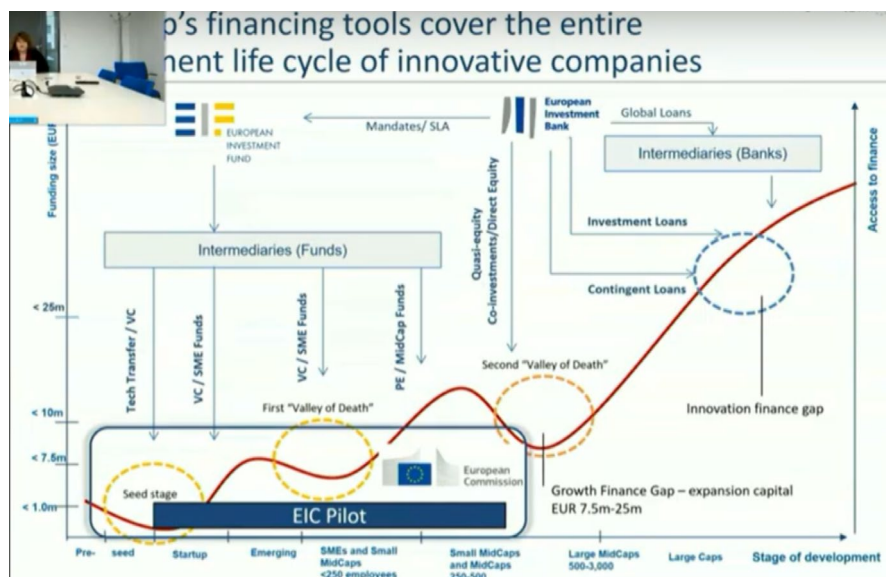 p's financing tools cover the entire
ment life cycle of innovative companies
EUROPEAN
INVESTMENT
FUND
Mandates/ SLA
European
Investment
Bank
Global Loans
Intermediaries (Banks)
Funding size (EUR
Access to finance
Intermediaries (Funds)
Quasi-equity
Co-investments/Direct Equity
Investment Loans
Contingent Loans
< 25m
Tech Transfer / VC
VC / SME Funds
VC / SME Funds
PE / MidCap Funds
Second "Valley of Death"
First "Valley of Death"
Innovation finance gap
< 10m
< 7.5m
European
Commission
Seed stage
Growth Finance Gap – expansion capital
EUR 7.5m-25m
< 1.0m
EIC Pilot
Pre-
seed
Startup
Emerging
SMEs and Small
MidCaps
<250 employees
Small MidCaps
and MidCaps
250-500
Large MidCaps
500-3,000
Large Caps
Stage of development